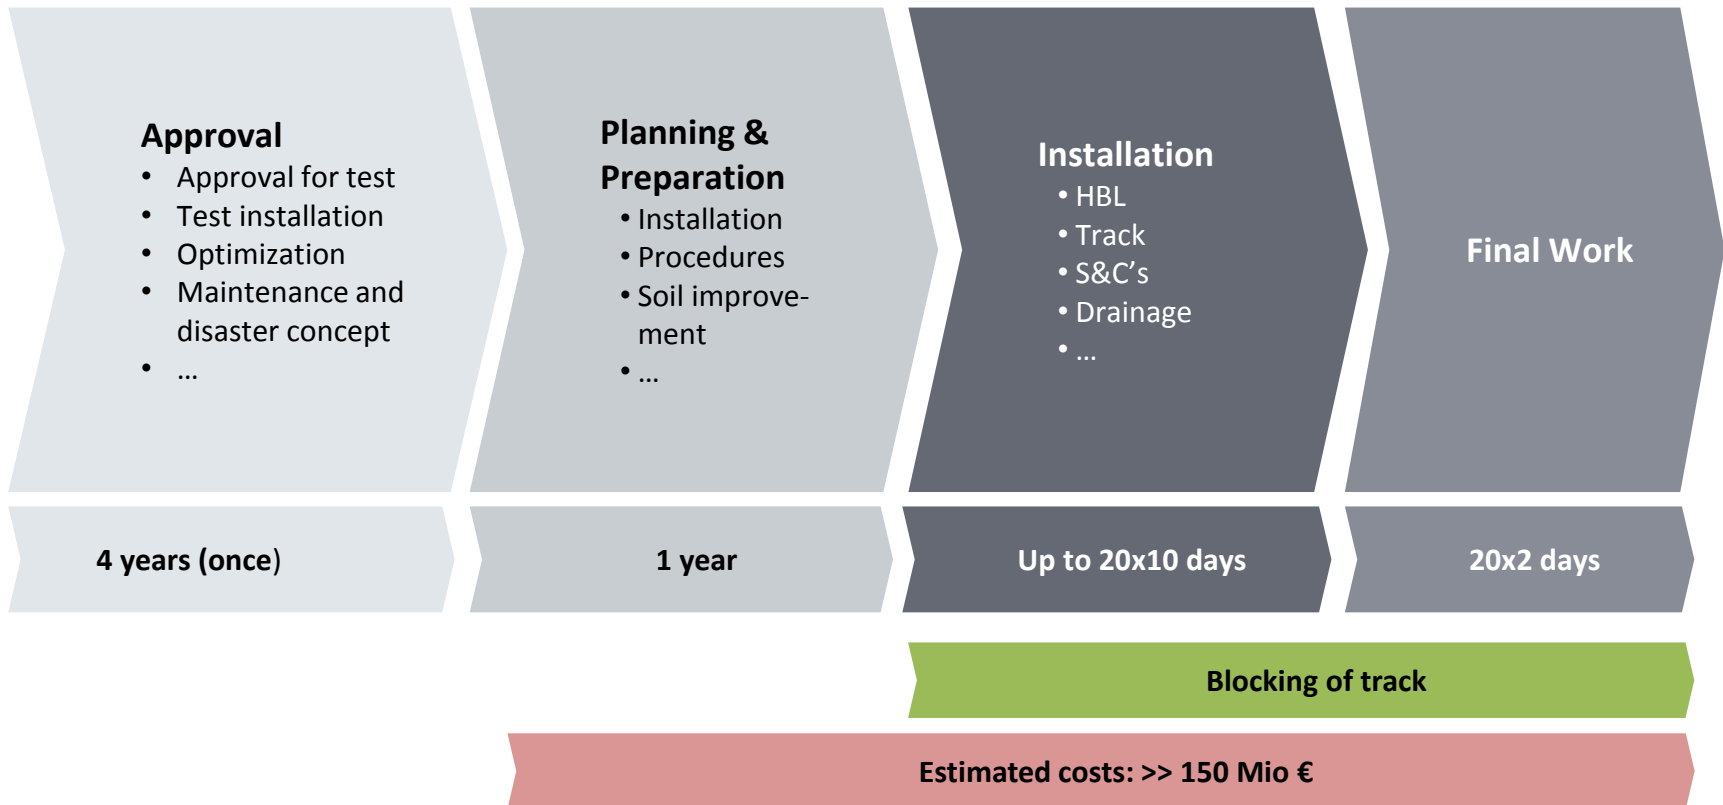 Approval
• Approval for test
• Test installation
• Optimization
• Maintenance and
disaster concept
• ...
Planning &
Preparation
• Installation
• Procedures
• Soil improve-
ment
• ...
Installation
• HBL
• Track
• S&C’s
• Drainage
• ...
Final Work
4 years (once)
1 year
Up to 20x10 days
20x2 days
Blocking of track
Estimated costs: >> 150 Mio €